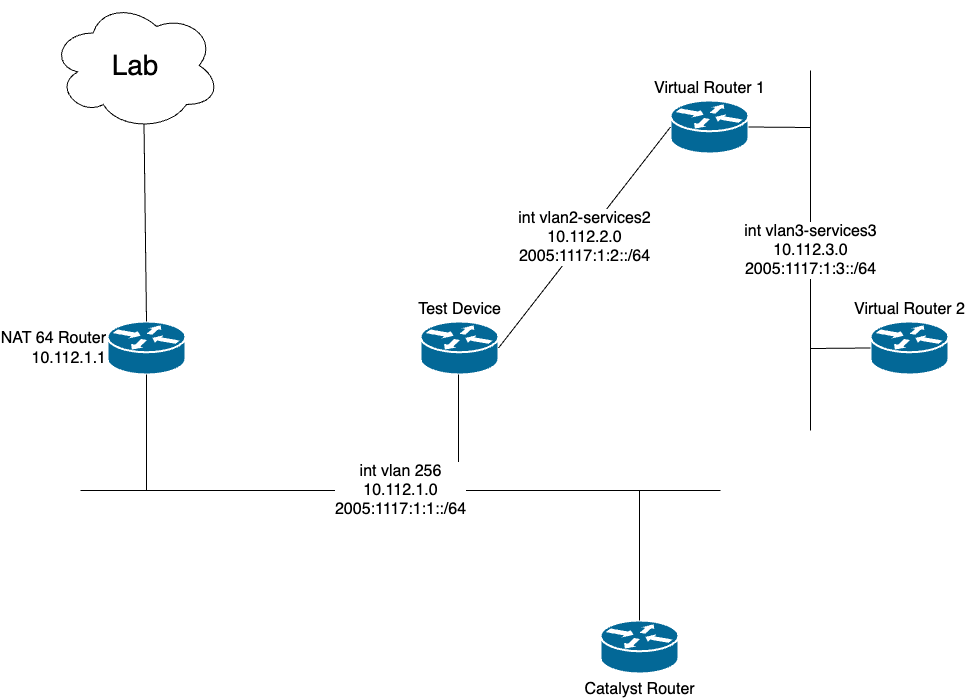 Lab
Virtual Router 1
int vlan2-services2
10.112.2.0
2005:1117:1:2::/64
int vlan3-services3
10.112.3.0
2005:1117:1:3::/64
Test Device
Virtual Router 2
NAT 64 Router
10.112.1.1
int vlan 256
10.112.1.0
2005:1117:1:1::/64
Catalyst Router